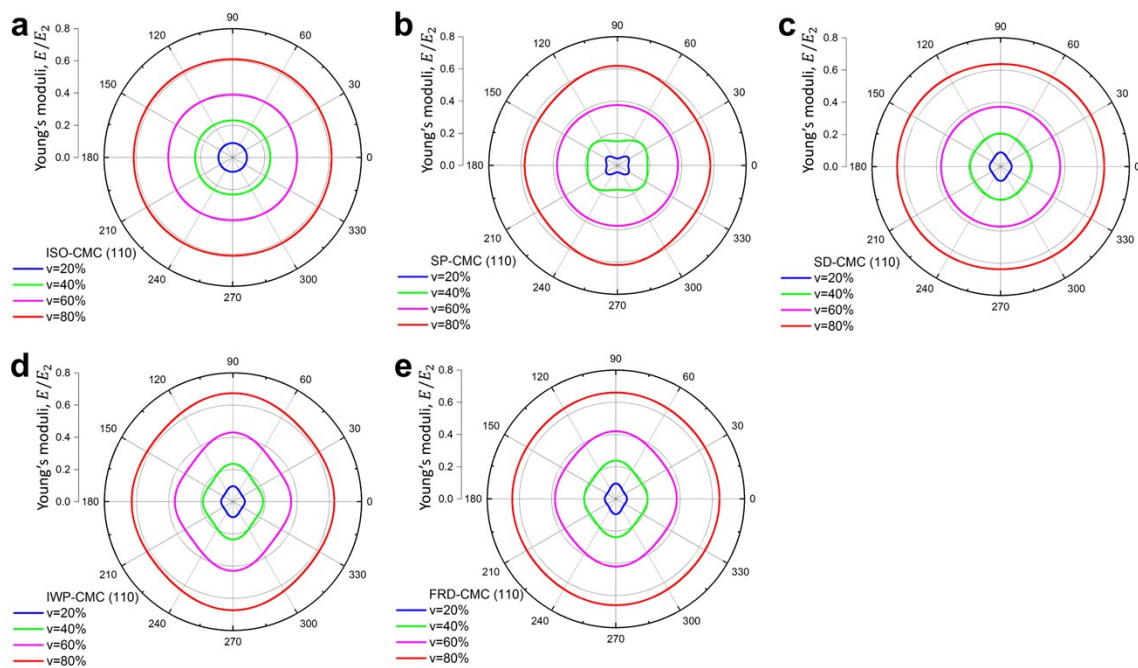 a
Young's moduli, E/E₂
0.8
0.6
0.4
0.2
0.0
90
60
30
0
330
300
270
240
210
180
150
120
ISO-CMC (110)
v=20%
v=40%
v=60%
v=80%
b
Young's moduli, E/E₂
0.8
0.6
0.4
0.2
0.0
90
60
30
0
330
300
270
240
210
180
150
120
SP-CMC (110)
v=20%
v=40%
v=60%
v=80%
c
Young's moduli, E/E₂
0.8
0.6
0.4
0.2
0.0
90
60
30
0
330
300
270
240
210
180
150
120
SD-CMC (110)
v=20%
v=40%
v=60%
v=80%
d
Young's moduli, E/E₂
0.8
0.6
0.4
0.2
0.0
90
60
30
0
330
300
270
240
210
180
150
120
IWP-CMC (110)
v=20%
v=40%
v=60%
v=80%
e
Young's moduli, E/E₂
0.8
0.6
0.4
0.2
0.0
90
60
30
0
330
300
270
240
210
180
150
120
FRD-CMC (110)
v=20%
v=40%
v=60%
v=80%